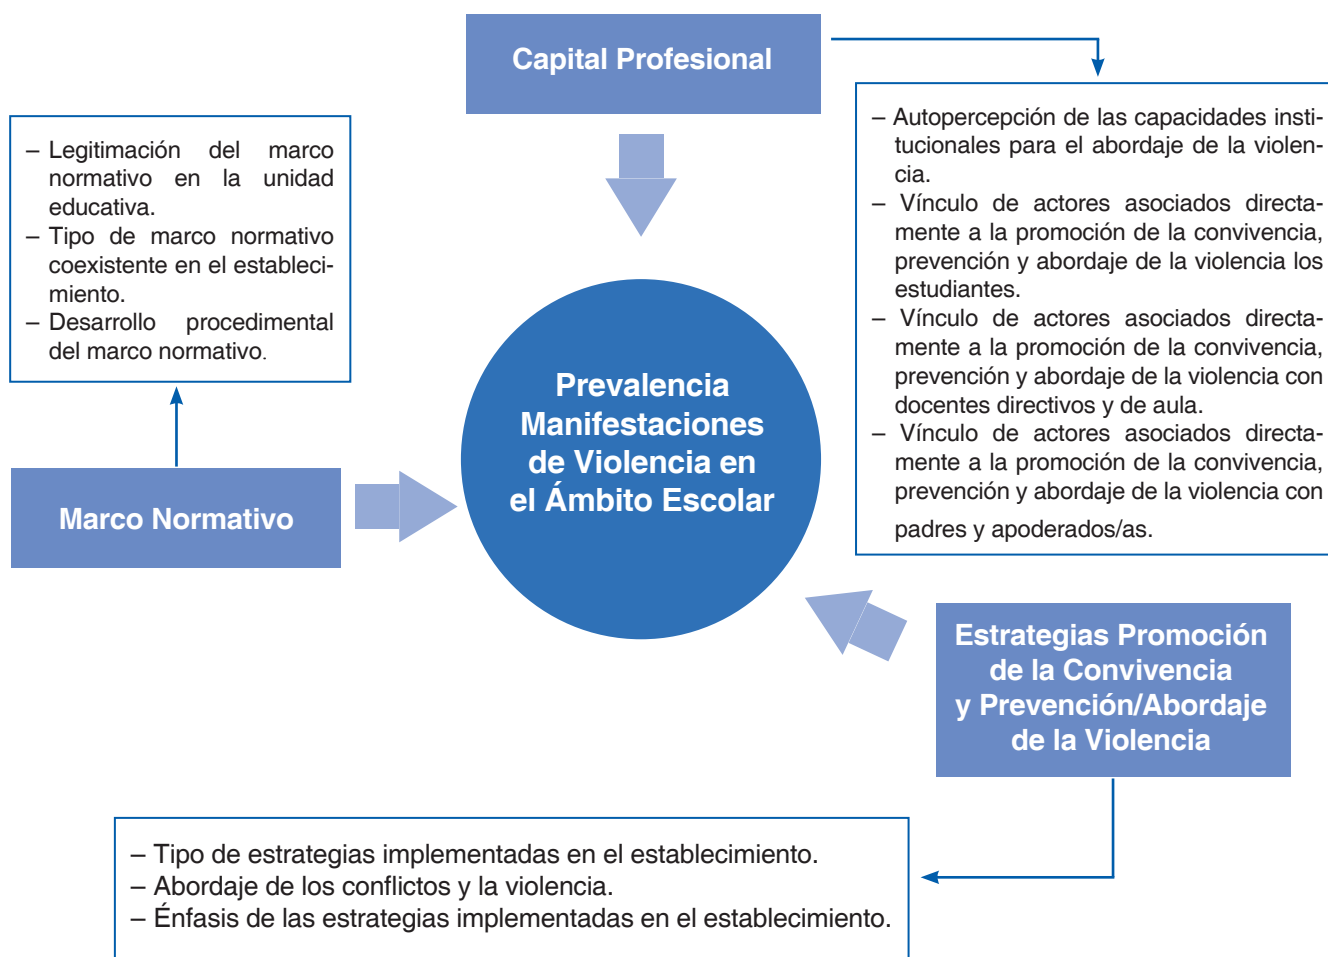 Capital Profesional
– Legitimación del marco
normativo en la unidad
educativa.
– Tipo de marco normativo
coexistente en el estableci-
miento.
– Desarrollo procedimental
del marco normativo.
– Autopercepción de las capacidades insti-
tucionales para el abordaje de la violen-
cia.
– Vínculo de actores asociados directa-
mente a la promoción de la convivencia,
prevención y abordaje de la violencia los
estudiantes.
– Vínculo de actores asociados directa-
mente a la promoción de la convivencia,
prevención y abordaje de la violencia con
docentes directivos y de aula.
– Vínculo de actores asociados directa-
mente a la promoción de la convivencia,
prevención y abordaje de la violencia con
padres y apoderados/as.
Prevalencia
Manifestaciones
de Violencia en
el Ámbito Escolar
Marco Normativo
Estrategias Promoción
de la Convivencia
y Prevención/Abordaje
de la Violencia
– Tipo de estrategias implementadas en el establecimiento.
– Abordaje de los conflictos y la violencia.
– Énfasis de las estrategias implementadas en el establecimiento.